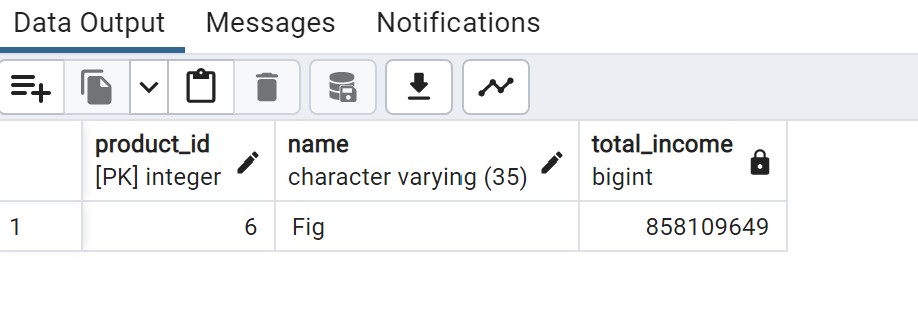 Data Output Messages Notifications
product_id name total_income
[PK] integer character varying (35) bigint
1 6 Fig 858109649